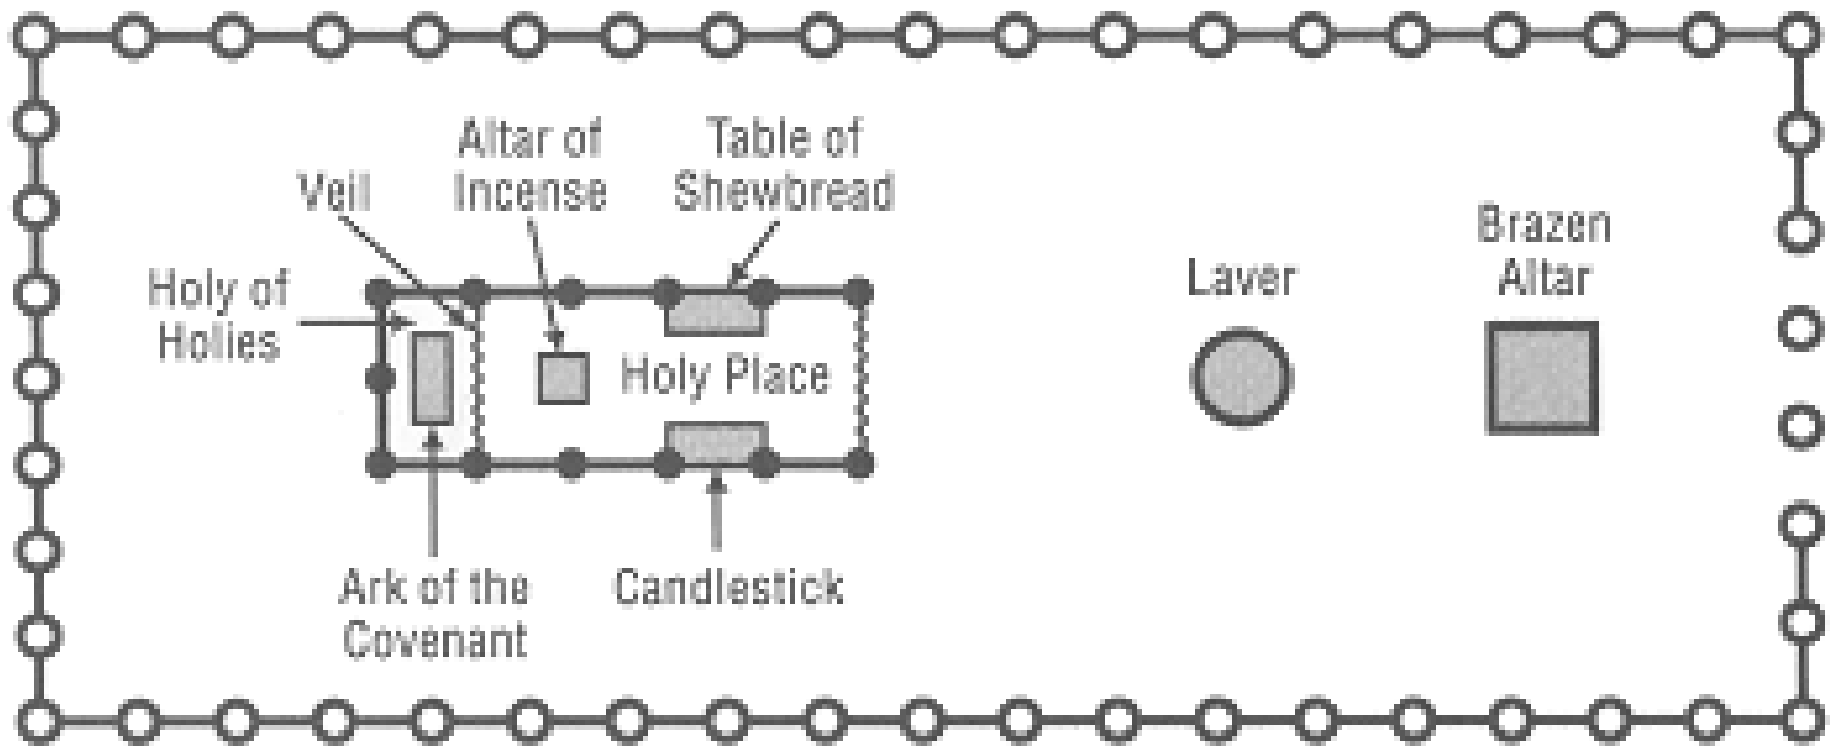 Altar of
Incense
Table of
Shewbread
Veil
Brazen
Altar
Laver
Holy of
Holies
Holy Place
Ark of the
Covenant
Candlestick